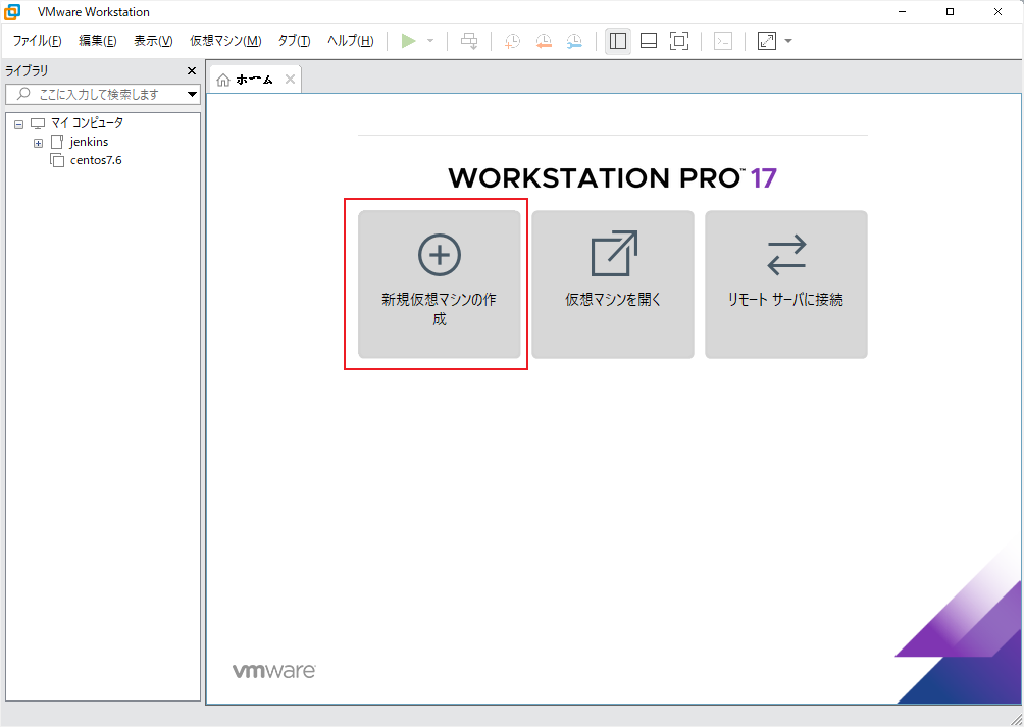 VMware Workstation
ファイル(F) 編集(E) 表示(V) 仮想マシン(M) タブ(T) ヘルプ(H)
ライブラリ
ホーム
ここに入力して検索します
マイ コンピュータ
jenkins
centos7.6
WORKSTATION PRO™ 17
新規仮想マシンの作
成
仮想マシンを開く
リモート サーバに接続
vmware